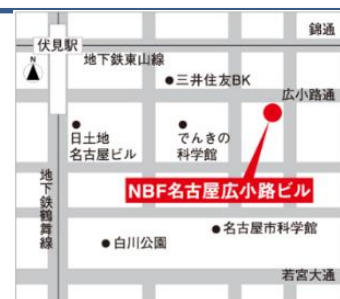 錦通
伏見駅
N
地下鉄東山線
三井住友BK
広小路通
日土地
名古屋ビル
でんきの
科学館
NBF名古屋広小路ビル
地下鉄鶴舞線
名古屋市科学館
白川公園
若宮大通